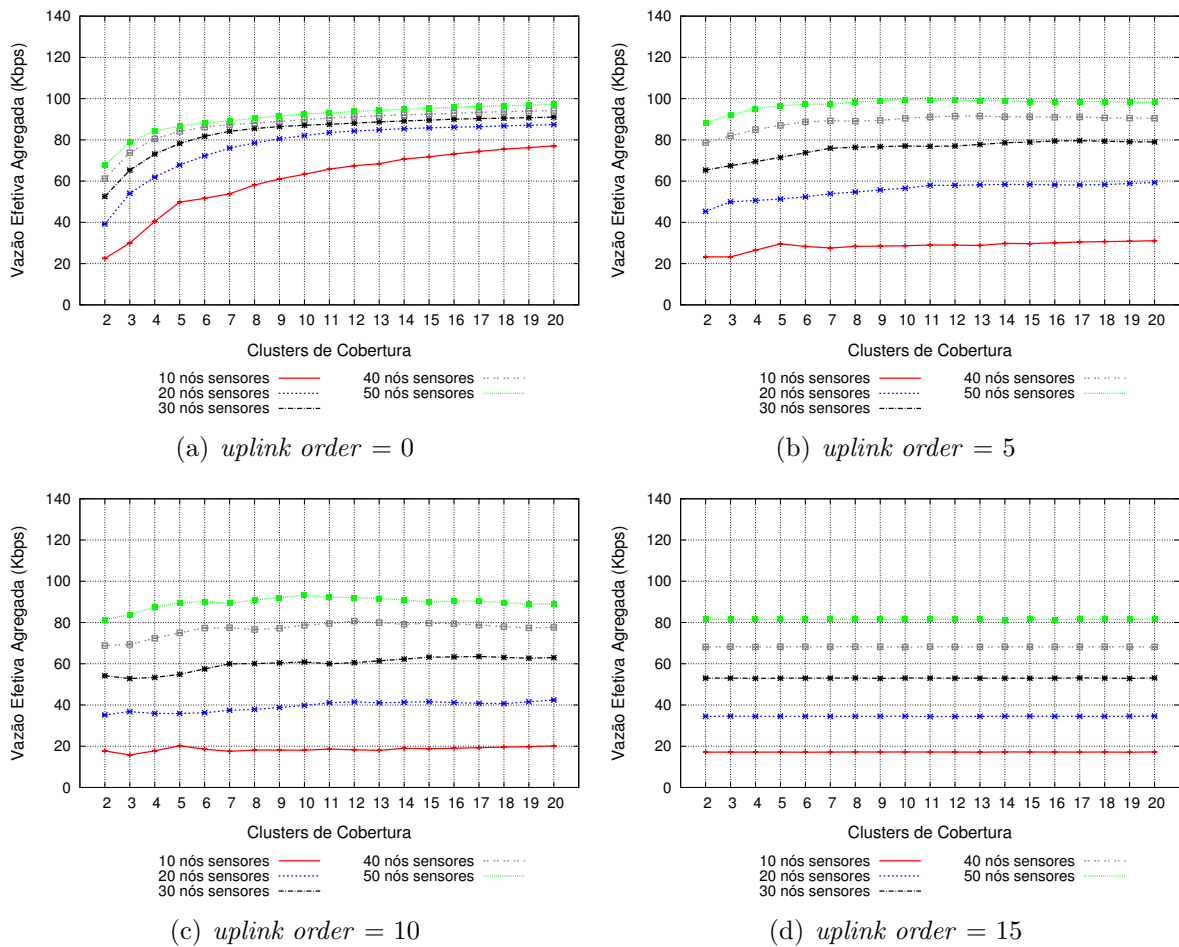 140
120
100
80
60
40
20
0
Vazão Efetiva Agregada (Kbps)
2 3 4 5 6 7 8 9 10 11 12 13 14 15 16 17 18 19 20
Clusters de Cobertura
10 nós sensores
20 nós sensores
30 nós sensores
40 nós sensores
50 nós sensores
(a) uplink order = 0
140
120
100
80
60
40
20
0
Vazão Efetiva Agregada (Kbps)
2 3 4 5 6 7 8 9 10 11 12 13 14 15 16 17 18 19 20
Clusters de Cobertura
10 nós sensores
20 nós sensores
30 nós sensores
40 nós sensores
50 nós sensores
(b) uplink order = 5
140
120
100
80
60
40
20
0
Vazão Efetiva Agregada (Kbps)
2 3 4 5 6 7 8 9 10 11 12 13 14 15 16 17 18 19 20
Clusters de Cobertura
10 nós sensores
20 nós sensores
30 nós sensores
40 nós sensores
50 nós sensores
(c) uplink order = 10
140
120
100
80
60
40
20
0
Vazão Efetiva Agregada (Kbps)
2 3 4 5 6 7 8 9 10 11 12 13 14 15 16 17 18 19 20
Clusters de Cobertura
10 nós sensores
20 nós sensores
30 nós sensores
40 nós sensores
50 nós sensores
(d) uplink order = 15